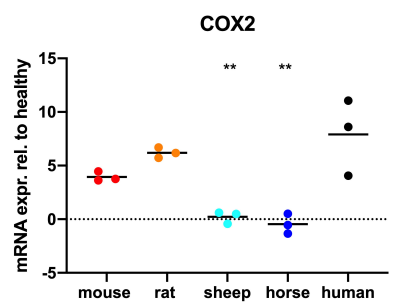 COX2
mRNA expr. rel. to healthy
15
10
5
0
-5
** **
mouse rat sheep horse human